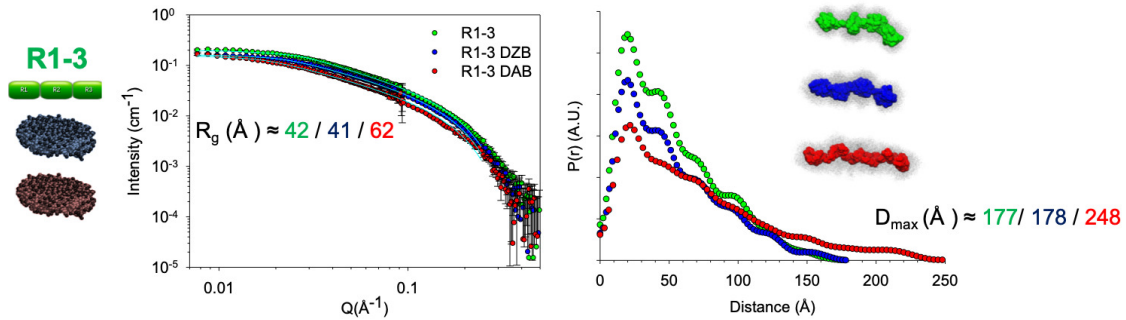 R1-3
R1 R2 R3
Intensity (cm⁻¹)
10⁰
10⁻¹
10⁻²
10⁻³
10⁻⁴
10⁻⁵
R1-3
R1-3 DZB
R1-3 DAB
R_g (Å) ≈ 42 / 41 / 62
0.01 0.1
Q(Å⁻¹)
P(r) (A.U.)
D_max (Å) ≈ 177/ 178 / 248
0 50 100 150 200 250
Distance (Å)